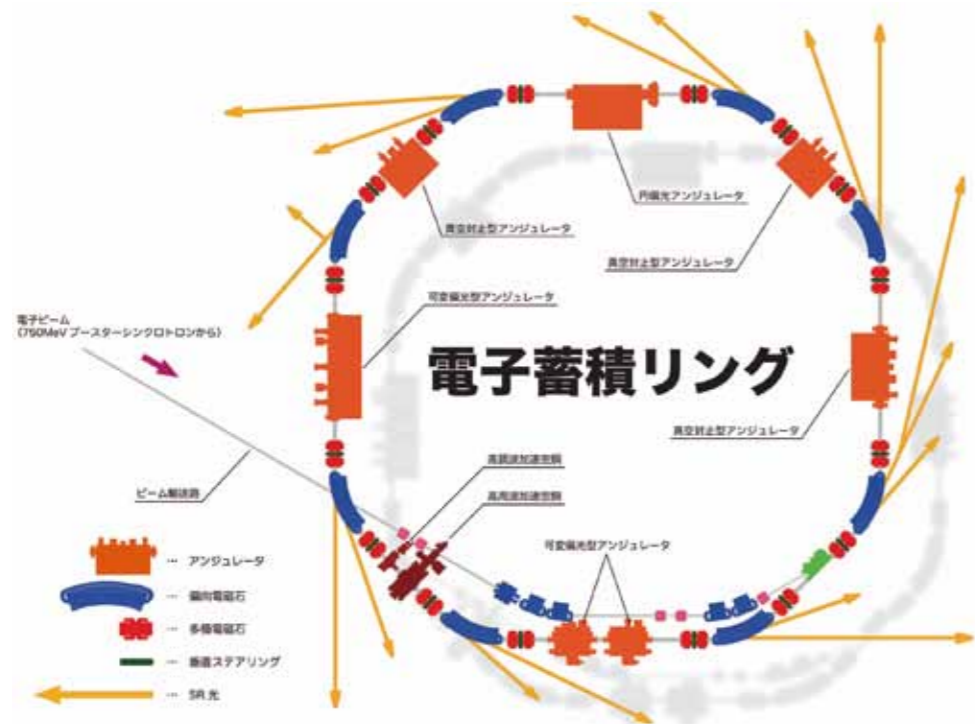 円偏光アンジュレータ
真空封止型アンジュレータ
真空封止型アンジュレータ
可変偏光型アンジュレータ
電子ビーム
(750MeV ブースターシンクロトロンから)
電子蓄積リング
真空封止型アンジュレータ
高調波加速空胴
ビーム輸送路
高周波加速空胴
可変偏光型アンジュレータ
… アンジュレータ
… 偏向電磁石
… 多極電磁石
… 垂直ステアリング
… SR 光